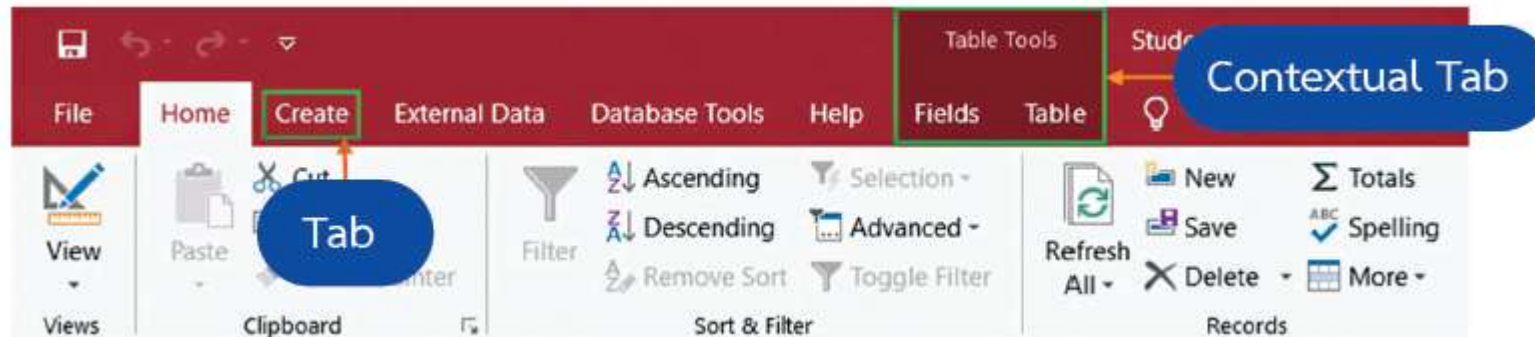 Table Tools
Contextual Tab
File Home Create External Data Database Tools Help Fields Table
Tab
View
Paste
Cut
Filter
Ascending
Descending
Remove Sort
Selection
Advanced
Toggle Filter
Refresh All
New
Save
Delete
Totals
Spelling
More
Views Clipboard Sort & Filter Records